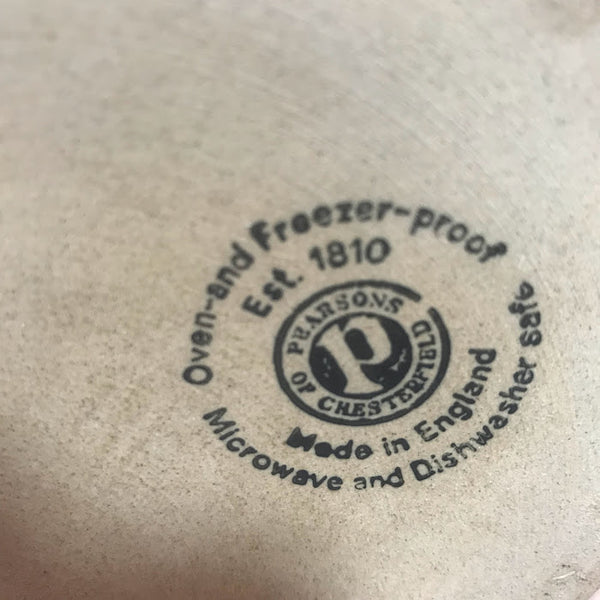 Oven-and Freezer-proof
Est. 1810
PEARSONS
OF CHESTERFIELD
P
Made in England
Microwave and Dishwasher safe